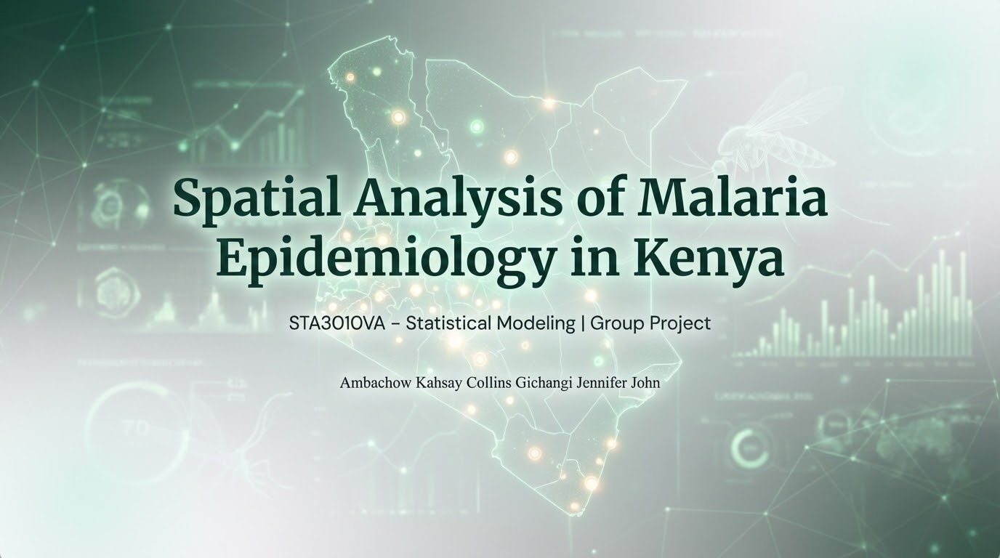 Spatial Analysis of Malaria
Epidemiology in Kenya
STA3010VA – Statistical Modeling | Group Project
Ambachow Kahsay Collins Gichangi Jennifer John